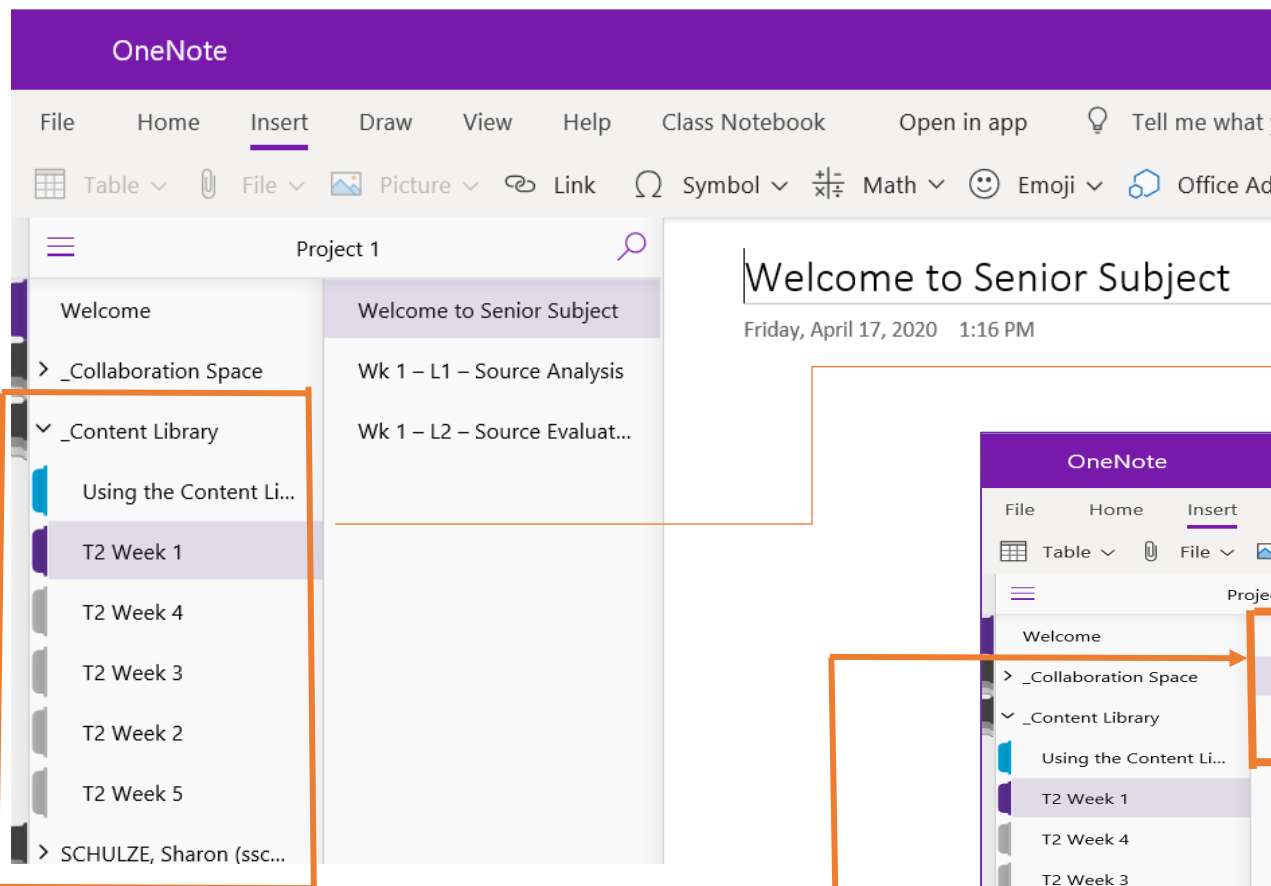 OneNote
File Home Insert Draw View Help Class Notebook Open in app Tell me what
Table File Picture Link Symbol Math Emoji Office Ad
Project 1
Welcome
_Collaboration Space
_Content Library
Using the Content Li...
T2 Week 1
T2 Week 4
T2 Week 3
T2 Week 2
T2 Week 5
SCHULZE, Sharon (ssc...
Welcome to Senior Subject
Wk 1 – L1 – Source Analysis
Wk 1 – L2 – Source Evaluat...
Welcome to Senior Subject
Friday, April 17, 2020 1:16 PM
OneNote
File Home Insert
Table File
Proje
Welcome
_Collaboration Space
_Content Library
Using the Content Li...
T2 Week 1
T2 Week 4
T2 Week 3